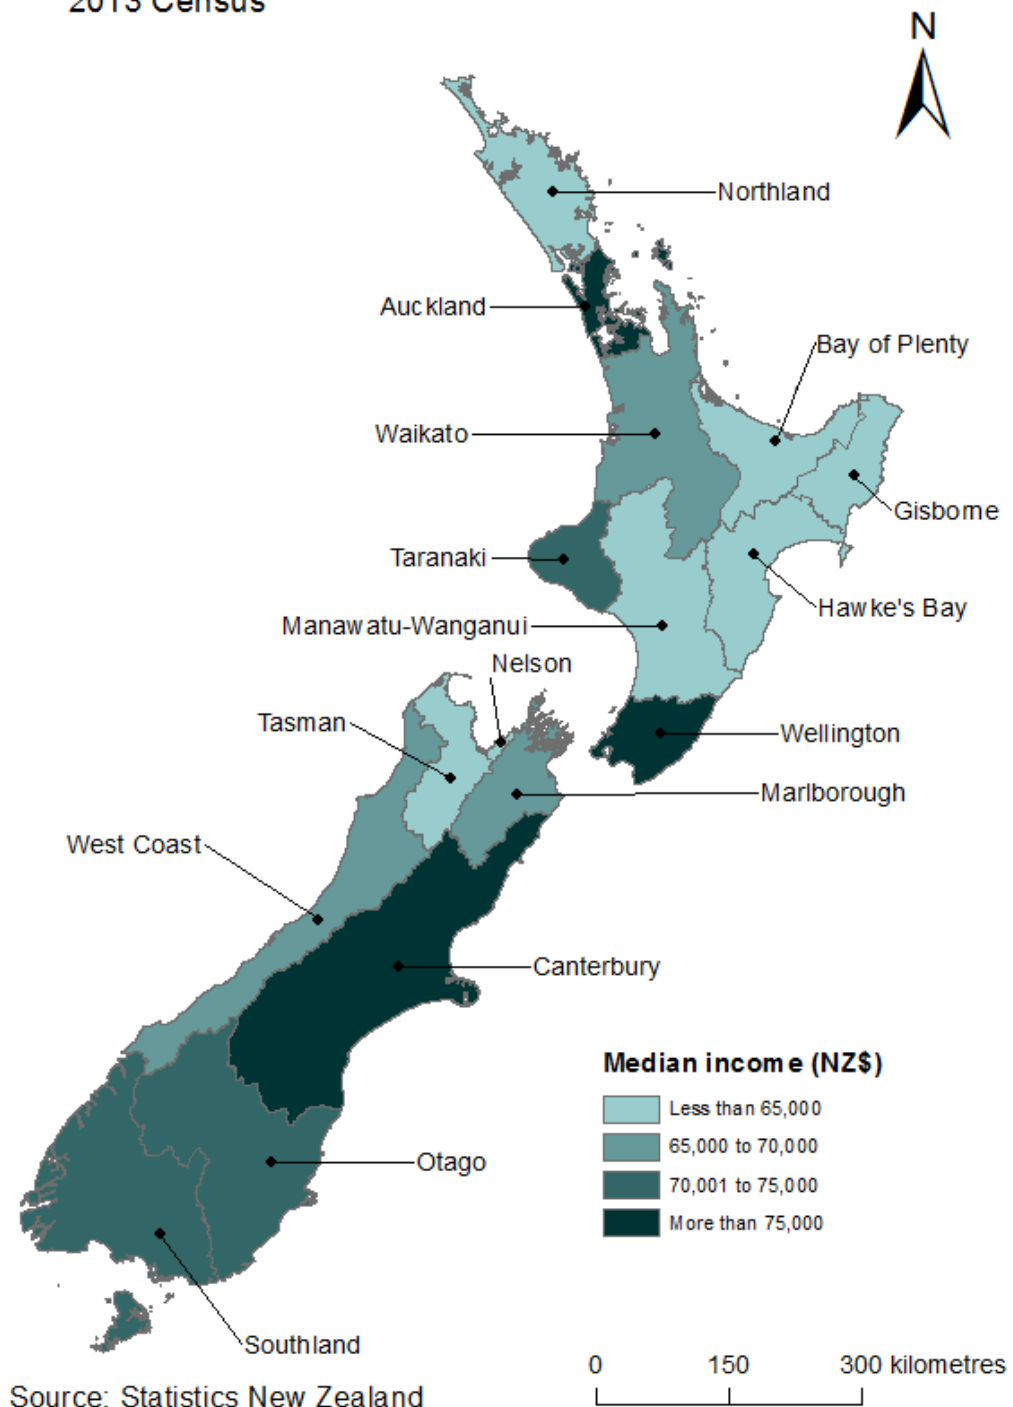 2013 Census
N
Northland
Auckland
Bay of Plenty
Waikato
Gisborne
Taranaki
Hawke's Bay
Manawatu-Wanganui
Nelson
Tasman
Wellington
Marlborough
West Coast
Canterbury
Median income (NZ$)
Less than 65,000
65,000 to 70,000
70,001 to 75,000
More than 75,000
Otago
Southland
0 150 300 kilometres
Source: Statistics New Zealand